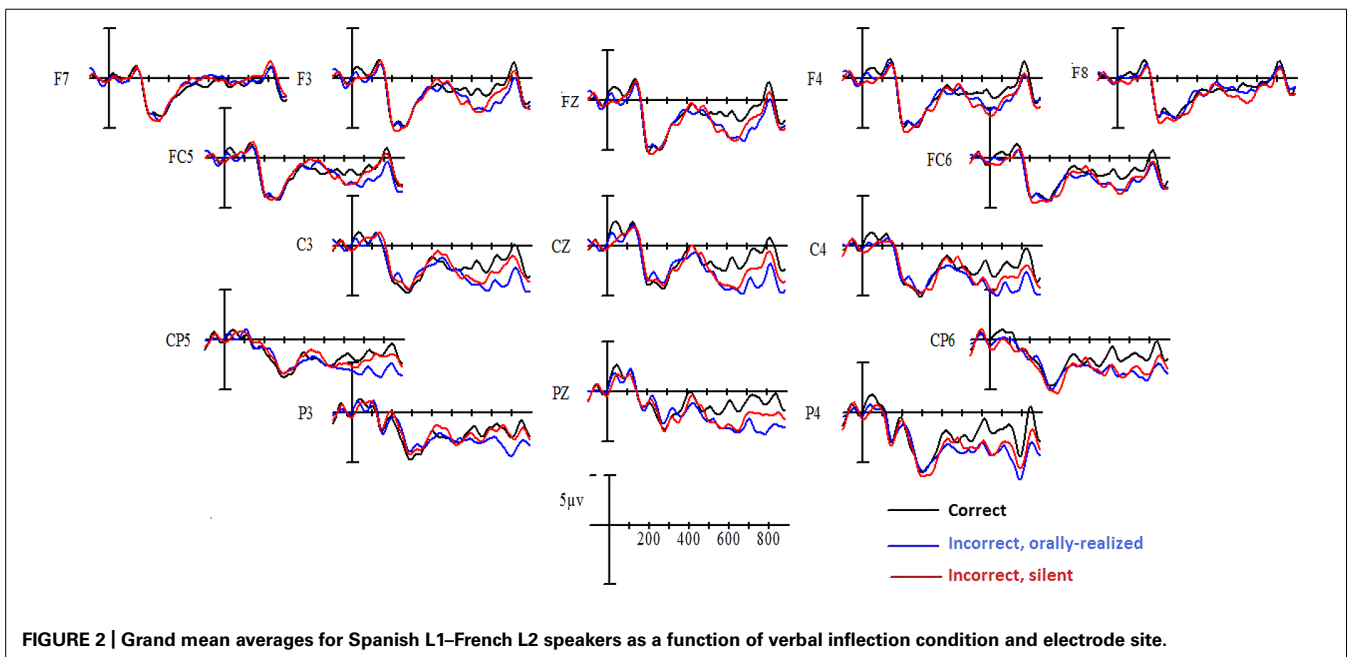 F7
F3
FZ
F4
F8
FC5
FC6
C3
CZ
C4
CP5
CP6
P3
PZ
P4
5μv
200 400 600 800
Correct
Incorrect, orally-realized
Incorrect, silent
FIGURE 2 | Grand mean averages for Spanish L1–French L2 speakers as a function of verbal inflection condition and electrode site.